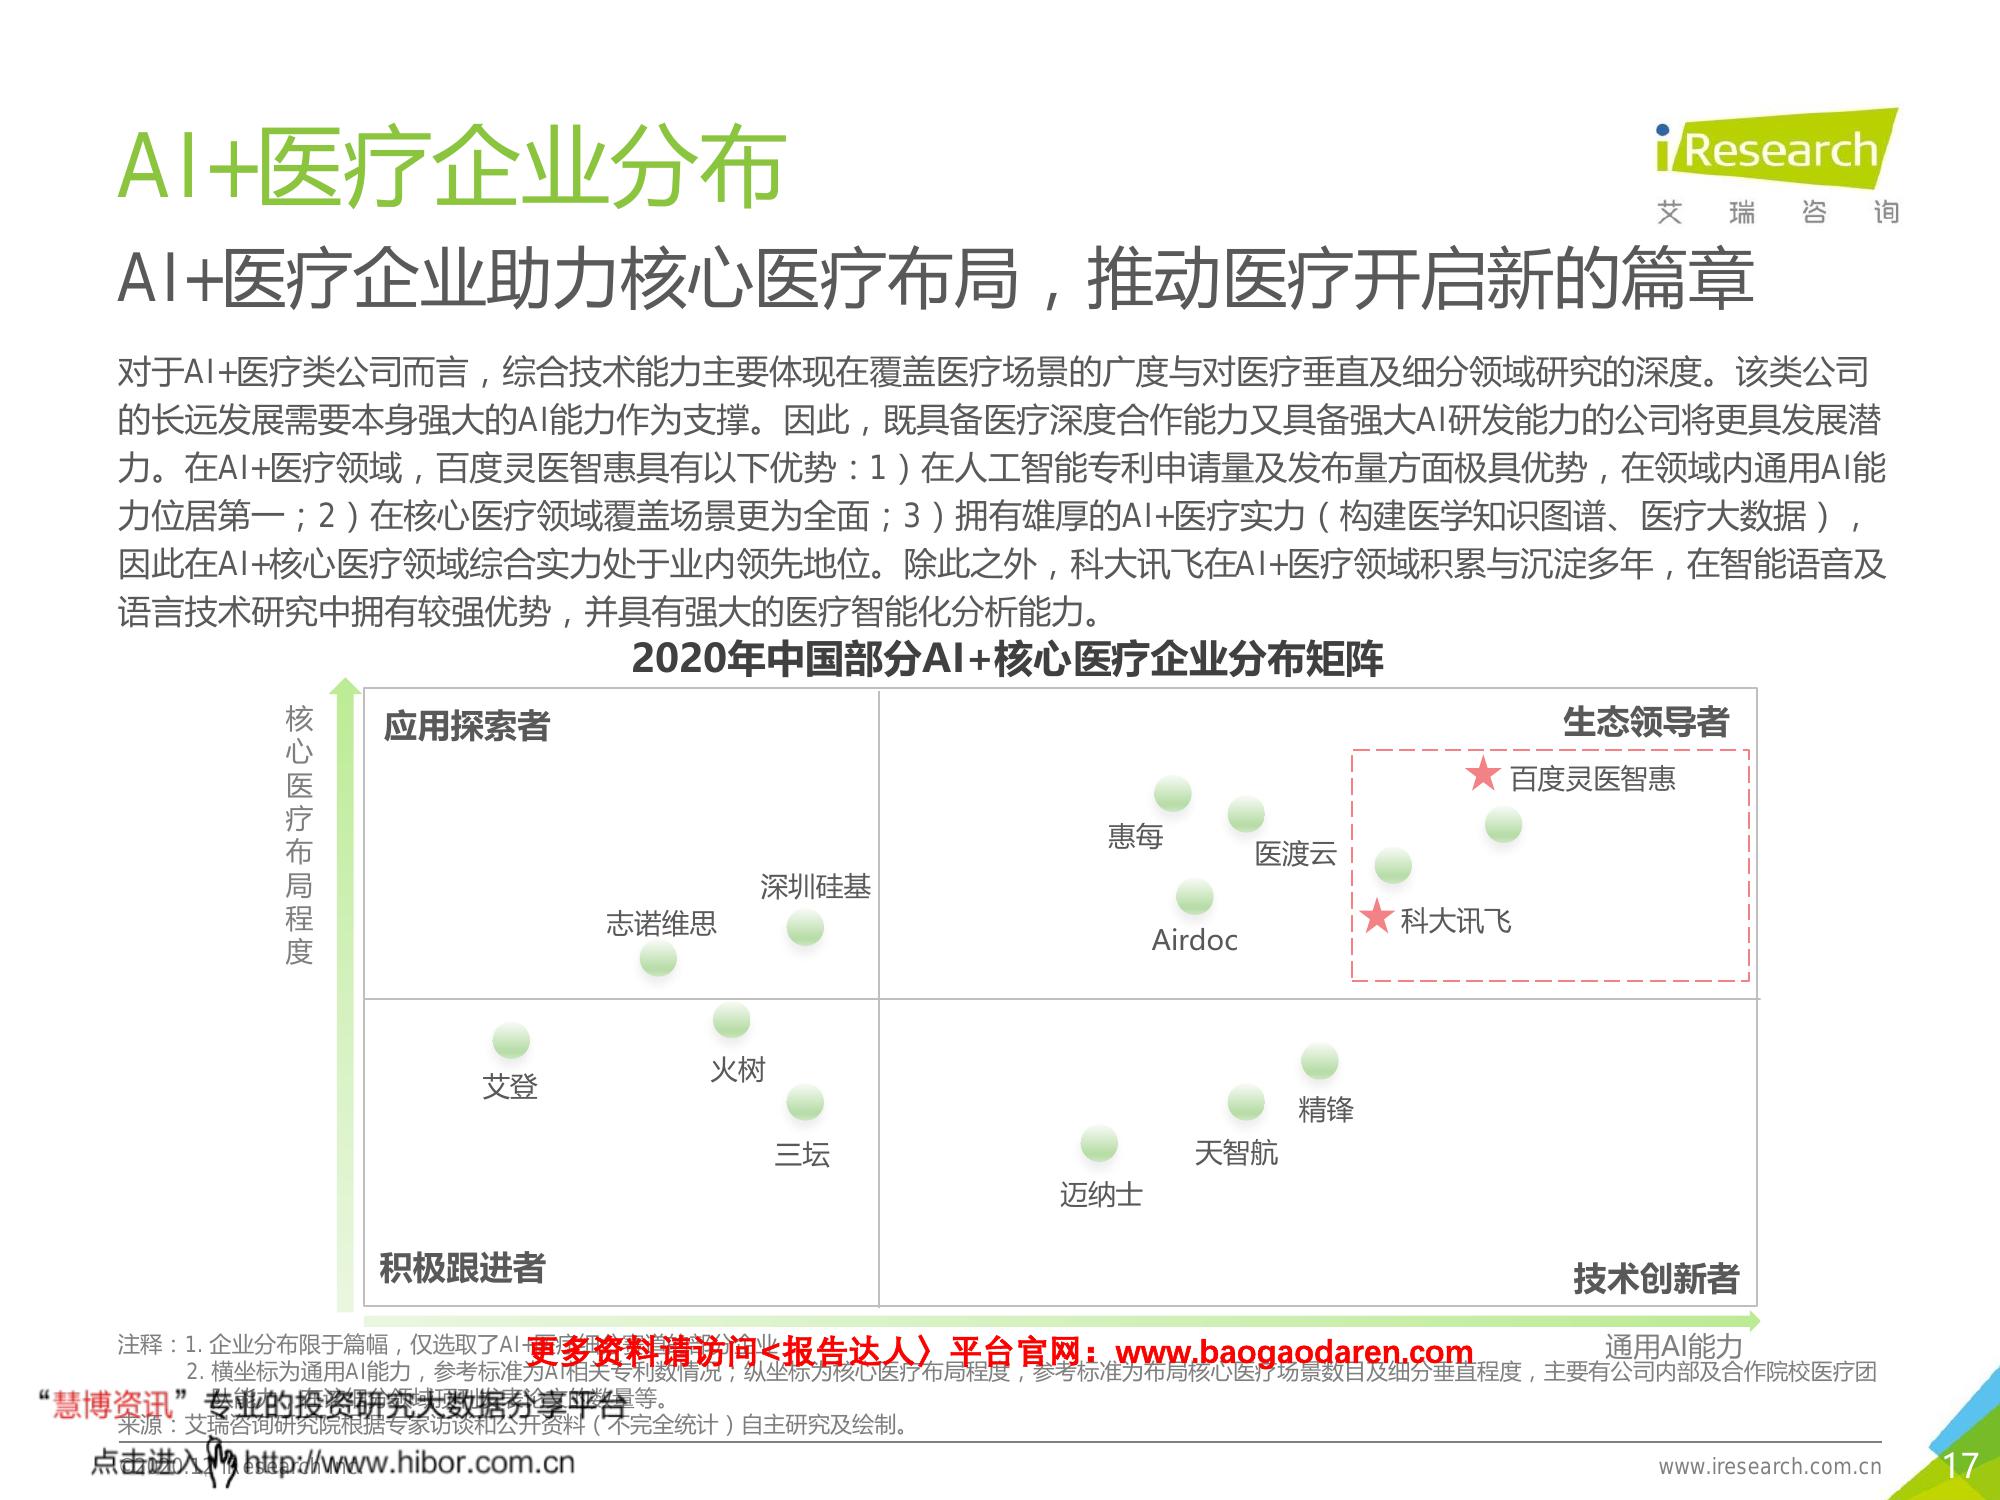 AI+医疗企业分布
iResearch
艾瑞咨询
AI+医疗企业助力核心医疗布局，推动医疗开启新的篇章
对于AI+医疗类公司而言，综合技术能力主要体现在覆盖医疗场景的广度与对医疗垂直及细分领域研究的深度。该类公司
的长远发展需要本身强大的AI能力作为支撑。因此，既具备医疗深度合作能力又具备强大AI研发能力的公司将更具发展潜
力。在AI+医疗领域，百度灵医智惠具有以下优势：1）在人工智能专利申请量及发布量方面极具优势，在领域内通用AI能
力位居第一；2）在核心医疗领域覆盖场景更为全面；3）拥有雄厚的AI+医疗实力（构建医学知识图谱、医疗大数据），
因此在AI+核心医疗领域综合实力处于业内领先地位。除此之外，科大讯飞在AI+医疗领域积累与沉淀多年，在智能语音及
语言技术研究中拥有较强优势，并具有强大的医疗智能化分析能力。
2020年中国部分AI+核心医疗企业分布矩阵
核心医疗布局程度
应用探索者
生态领导者
百度灵医智惠
惠每
医渡云
深圳硅基
志诺维思
科大讯飞
Airdoc
火树
艾登
精锋
三坛
天智航
迈纳士
积极跟进者
技术创新者
通用AI能力
注释：1. 企业分布限于篇幅，仅选取了AI+医疗细分赛道的部分企业
更多资料请访问<报告达人〉平台官网：www.baogaodaren.com
2. 横坐标为通用AI能力，参考标准为AI相关专利数情况；纵坐标为核心医疗布局程度，参考标准为布局核心医疗场景数目及细分垂直程度，主要有公司内部及合作院校医疗团
论文的数量等。
“慧博资讯”专业的投资研究大数据分享平台
来源：艾瑞咨询研究院根据专家访谈和公开资料（不完全统计）自主研究及绘制。
点击进入 http://www.hibor.com.cn
©2020.12 iResearch Inc.
www.iresearch.com.cn
17